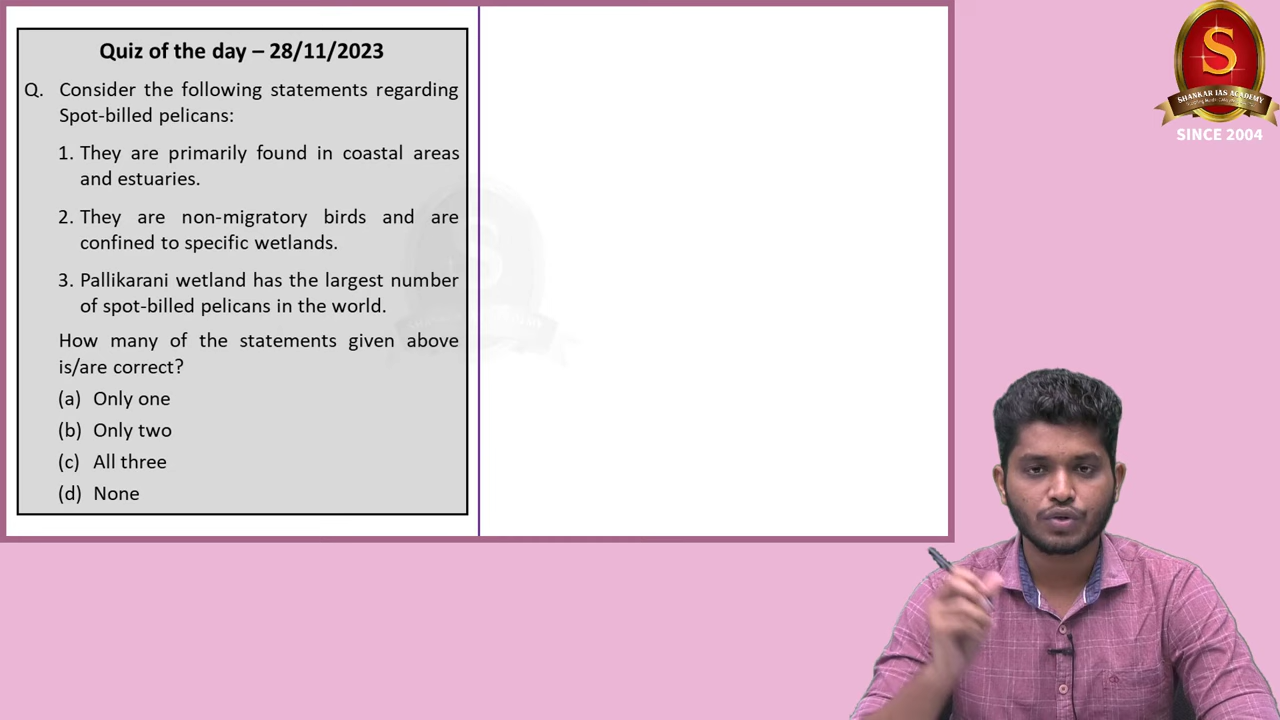 Quiz of the day – 28/11/2023
Q. Consider the following statements regarding
Spot-billed pelicans:
1. They are primarily found in coastal areas
and estuaries.
2. They are non-migratory birds and are
confined to specific wetlands.
3. Pallikarani wetland has the largest number
of spot-billed pelicans in the world.
How many of the statements given above
is/are correct?
(a) Only one
(b) Only two
(c) All three
(d) None
S
SHANKAR IAS ACADEMY
SINCE 2004